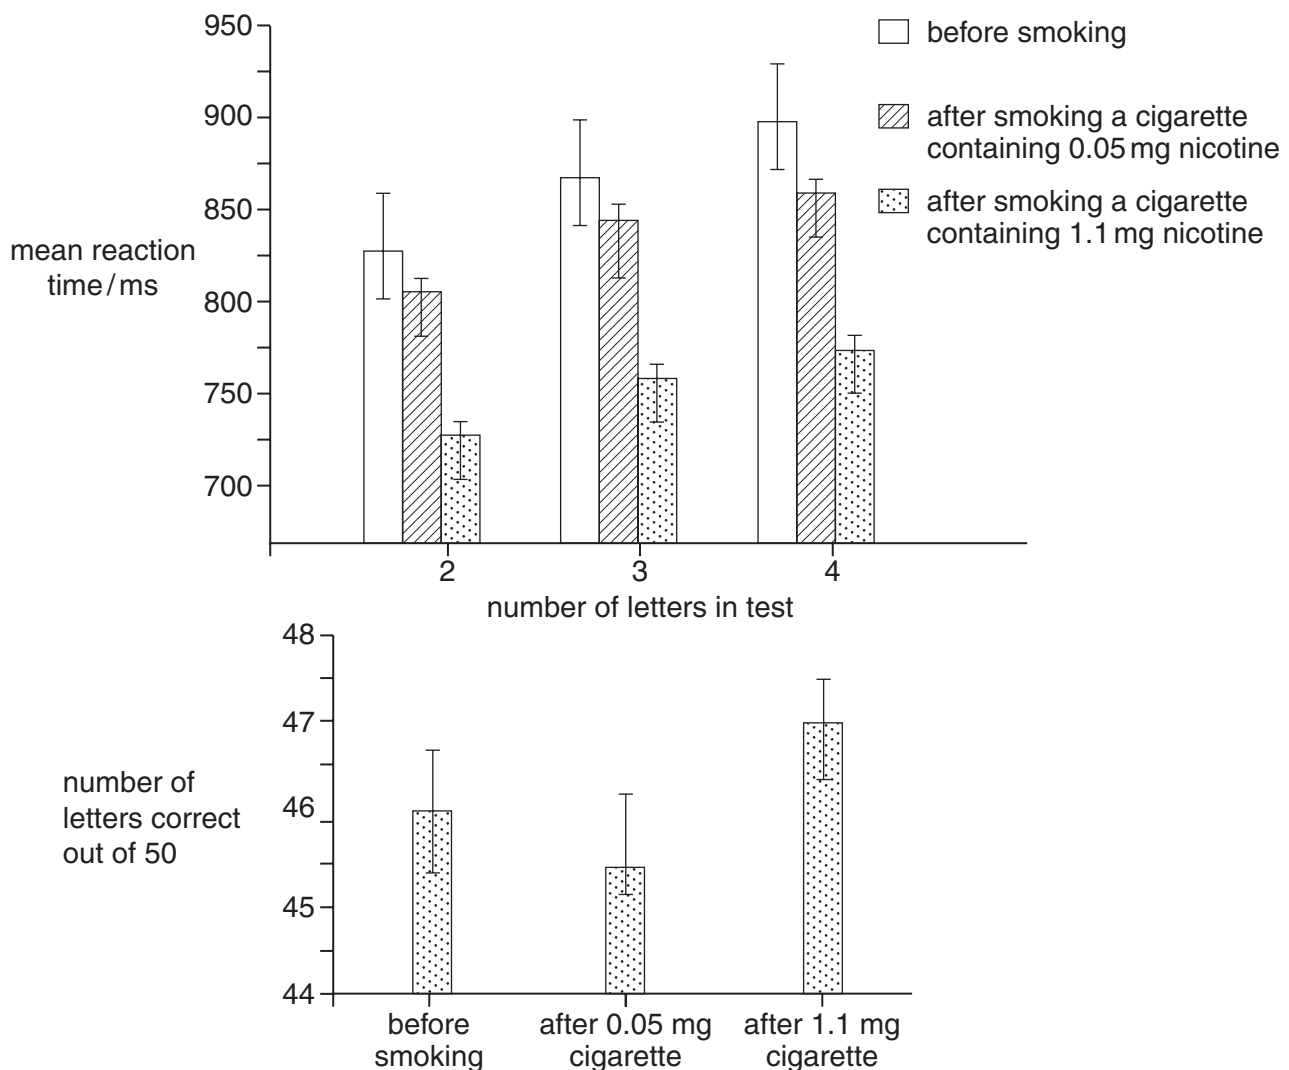 950
900
850
800
750
700
mean reaction
time/ms
before smoking
after smoking a cigarette
containing 0.05 mg nicotine
after smoking a cigarette
containing 1.1 mg nicotine
2 3 4
number of letters in test
48
47
46
45
44
number of
letters correct
out of 50
before
smoking
after 0.05 mg
cigarette
after 1.1 mg
cigarette